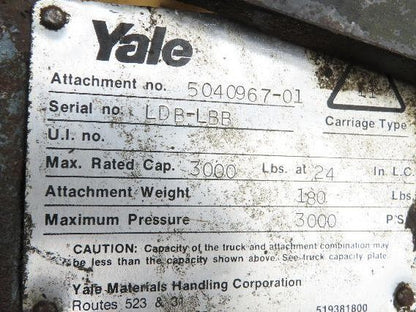 Yale
Attachment no. 5040967-01
II
Serial no. LDB-LBB
Carriage Type
U.I. no.
Max. Rated Cap. 3000 Lbs. at 24 In L.C.
Attachment Weight 180 Lbs
Maximum Pressure 3000 P'S
CAUTION: Capacity of the truck and attachment combination may
be less than the capacity shown above. See truck capacity plate.
Yale Materials Handling Corporation
Routes 523 & 31
519381800